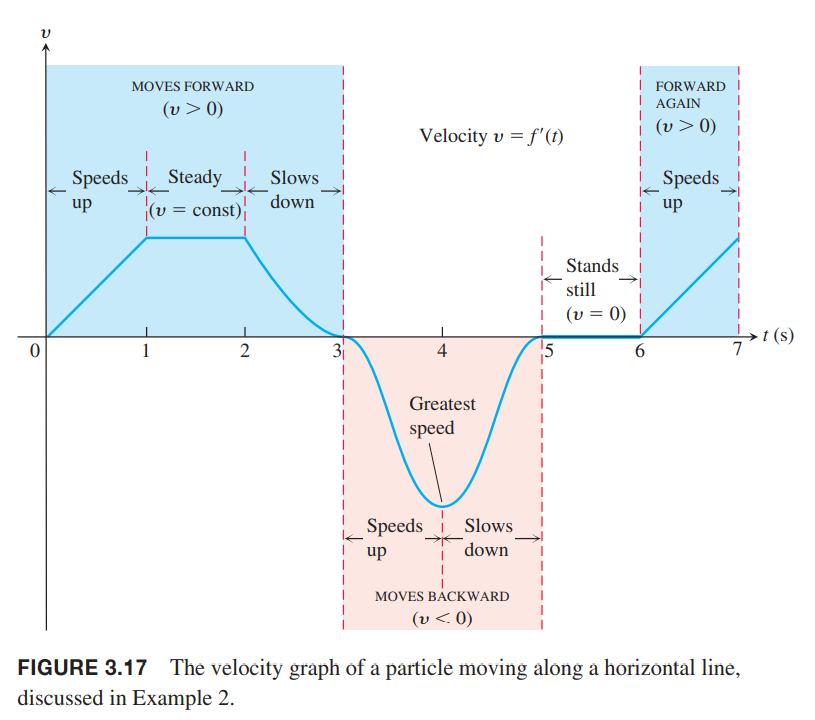 v
MOVES FORWARD
(v > 0)
FORWARD
AGAIN
(v > 0)
Velocity v = f′(t)
Speeds
up
Steady
(v = const)
Slows
down
Speeds
up
Stands
still
(v = 0)
0
1
2
3
4
5
6
7
t (s)
Greatest
speed
Speeds
up
Slows
down
MOVES BACKWARD
(v < 0)
FIGURE 3.17 The velocity graph of a particle moving along a horizontal line,
discussed in Example 2.